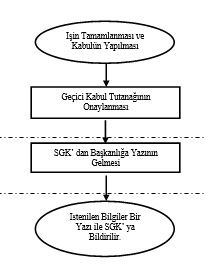 İşin Tamamlanması ve
Kabulün Yapılması
Geçici Kabul Tutanağının
Onaylanması
SGK' dan Başkanlığa Yazının
Gelmesi
İstenilen Bilgiler Bir
Yazı ile SGK' ya
Bildirilir.